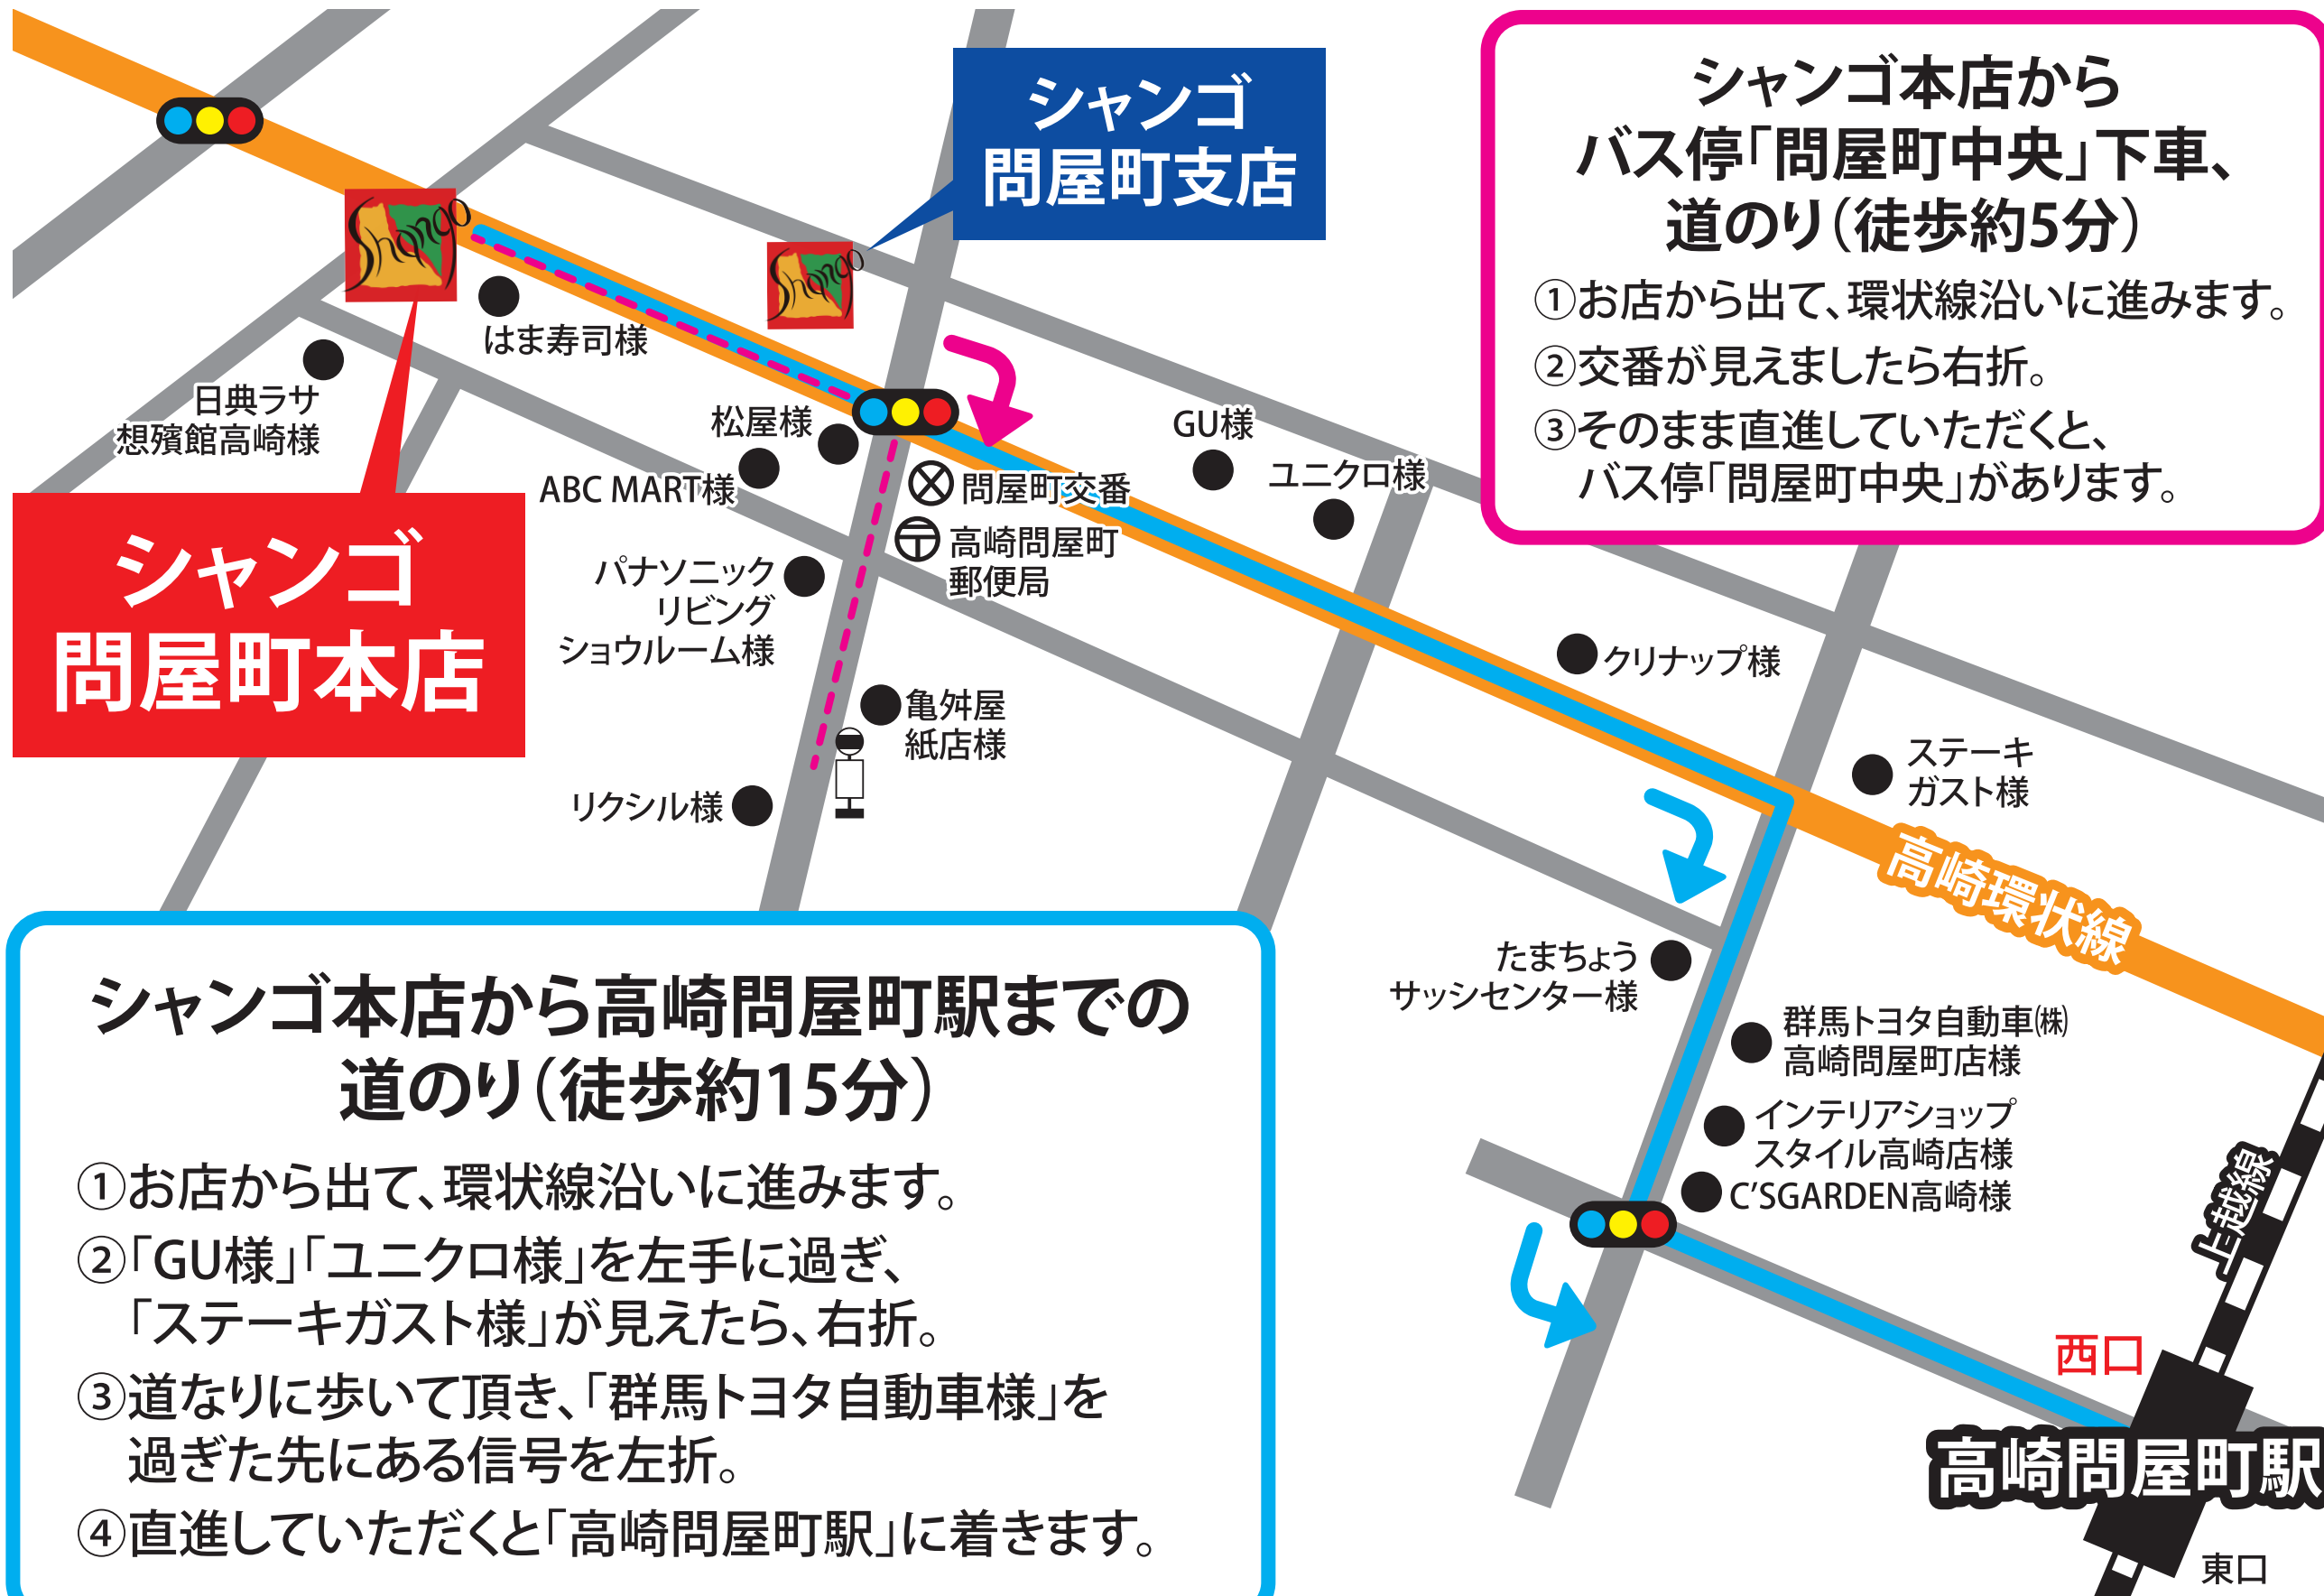 シャンゴ
問屋町支店
シャンゴ本店から
バス停「問屋町中央」下車、
道のり（徒歩約5分）
①お店から出て、環状線沿いに進みます。
②交番が見えましたら右折。
③そのまま直進していただくと、
バス停「問屋町中央」があります。
Shango
Shango
はま寿司様
日典ラサ
想殯館高崎様
松屋様
ABC MART様
GU様
ユニクロ様
問屋町交番
高崎問屋町
郵便局
シャンゴ
問屋町本店
パナソニック
リビング
ショウルーム様
クリナップ様
亀舛屋
紙店様
リクシル様
ステーキ
ガスト様
高崎環状線
たまちょう
サッシセンター様
群馬トヨタ自動車㈱
高崎問屋町店様
インテリアショップ
スタイル高崎店様
C'SGARDEN高崎様
上越線
西口
高崎問屋町駅
東口
シャンゴ本店から高崎問屋町駅までの
道のり（徒歩約15分）
①お店から出て、環状線沿いに進みます。
②「GU様」「ユニクロ様」を左手に過ぎ、
「ステーキガスト様」が見えたら、右折。
③道なりに歩いて頂き、「群馬トヨタ自動車様」を
過ぎた先にある信号を左折。
④直進していただくと「高崎問屋町駅」に着きます。